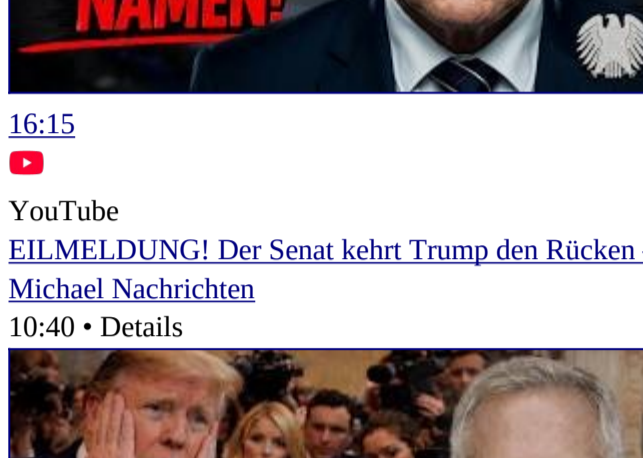 NAMEN!
16:15
YouTube
EILMELDUNG! Der Senat kehrt Trump den Rücken
Michael Nachrichten
10:40 • Details